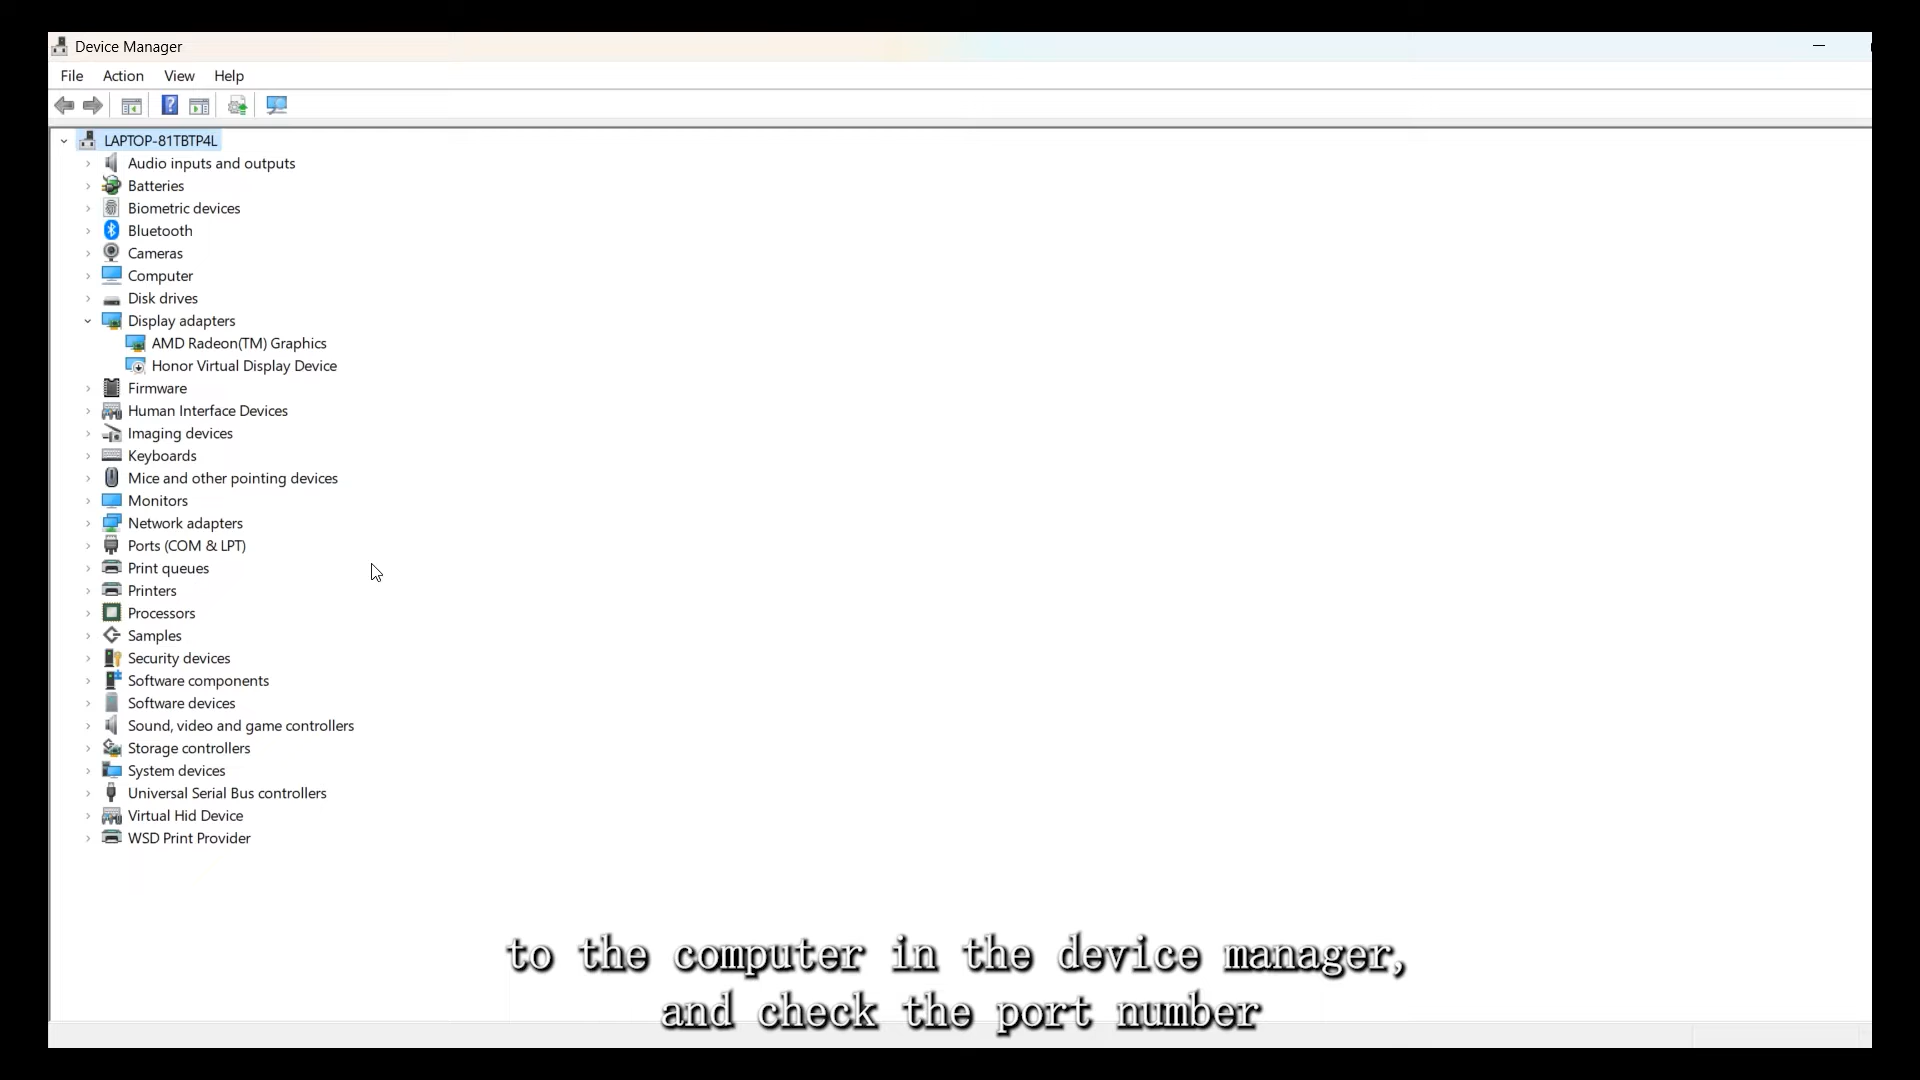 Device Manager
File Action View Help
LAPTOP-81TBTP4L
Audio inputs and outputs
Batteries
Biometric devices
Bluetooth
Cameras
Computer
Disk drives
Display adapters
AMD Radeon(TM) Graphics
Honor Virtual Display Device
Firmware
Human Interface Devices
Imaging devices
Keyboards
Mice and other pointing devices
Monitors
Network adapters
Ports (COM & LPT)
Print queues
Printers
Processors
Samples
Security devices
Software components
Software devices
Sound, video and game controllers
Storage controllers
System devices
Universal Serial Bus controllers
Virtual Hid Device
WSD Print Provider
to the computer in the device manager,
and check the port number